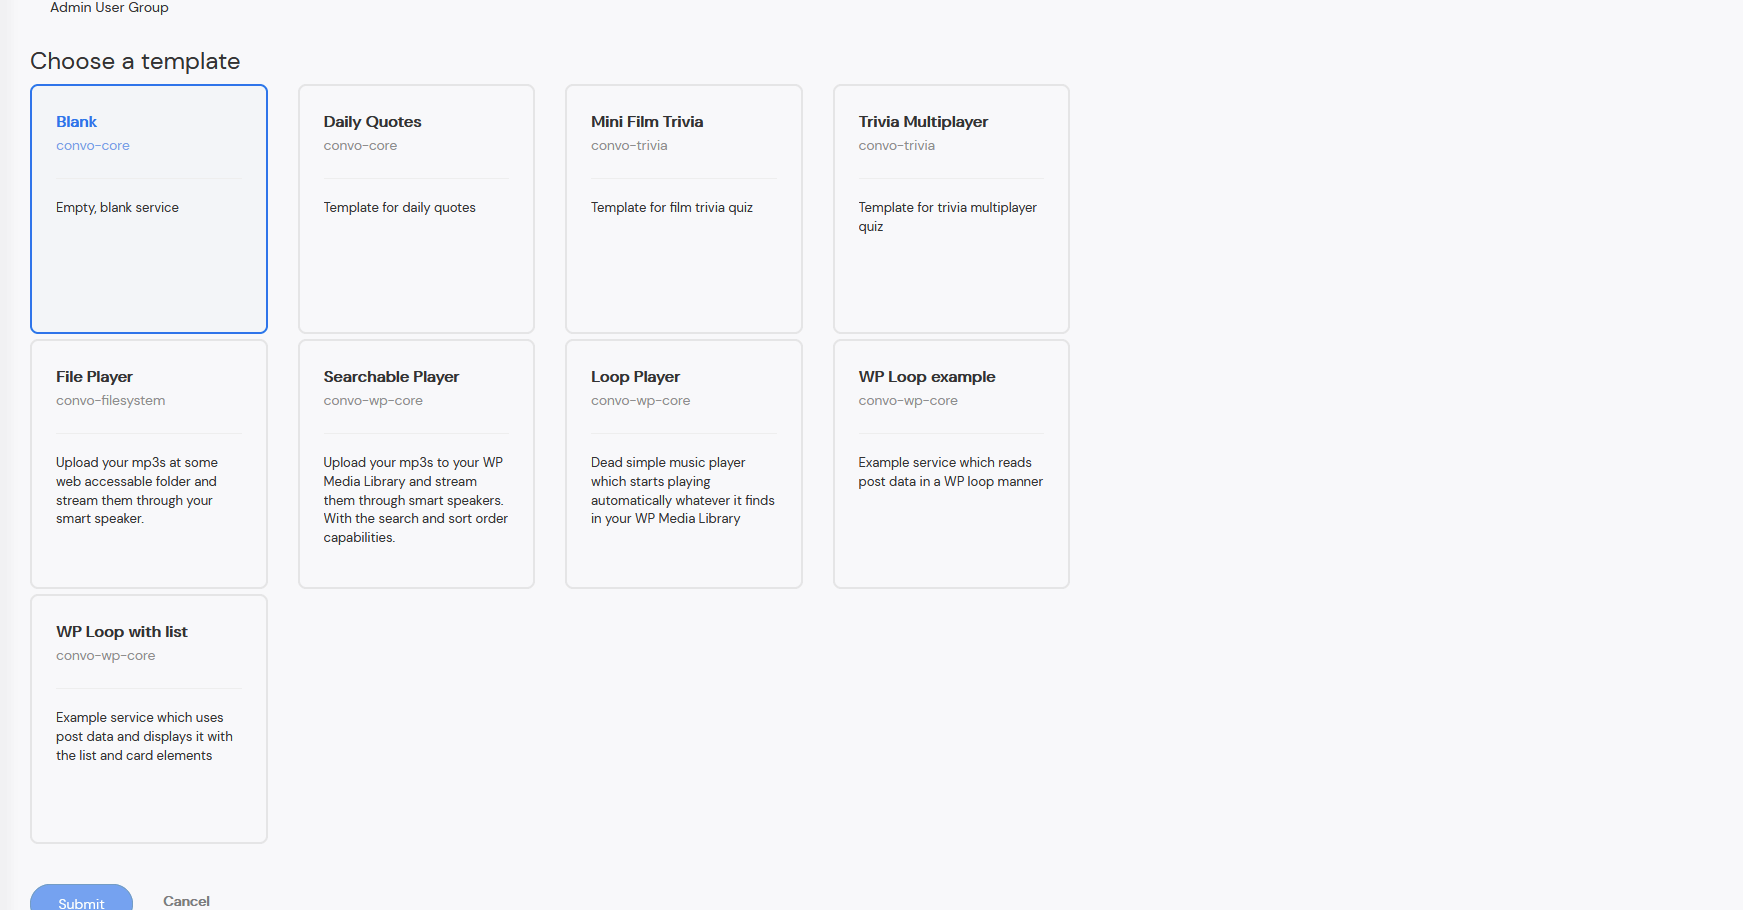 Admin User Group
Choose a template
Blank
convo-core
Empty, blank service
Daily Quotes
convo-core
Template for daily quotes
Mini Film Trivia
convo-trivia
Template for film trivia quiz
Trivia Multiplayer
convo-trivia
Template for trivia multiplayer
quiz
File Player
convo-filesystem
Upload your mp3s at some
web accessable folder and
stream them through your
smart speaker.
Searchable Player
convo-wp-core
Upload your mp3s to your WP
Media Library and stream
them through smart speakers.
With the search and sort order
capabilities.
Loop Player
convo-wp-core
Dead simple music player
which starts playing
automatically whatever it finds
in your WP Media Library
WP Loop example
convo-wp-core
Example service which reads
post data in a WP loop manner
WP Loop with list
convo-wp-core
Example service which uses
post data and displays it with
the list and card elements
Submit
Cancel